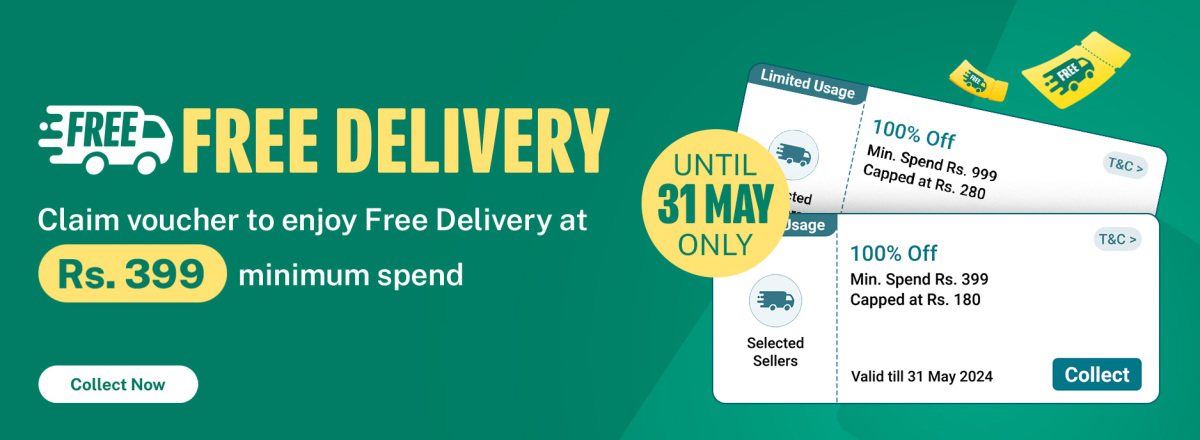 FREE FREE DELIVERY
Claim voucher to enjoy Free Delivery at
Rs. 399 minimum spend
Collect Now
UNTIL
31 MAY
ONLY
Limited Usage
100% Off
Min. Spend Rs. 999
Capped at Rs. 280
T&C >
cted
FREE
FREE
Usage
100% Off
Min. Spend Rs. 399
Capped at Rs. 180
T&C >
Selected
Sellers
Valid till 31 May 2024
Collect